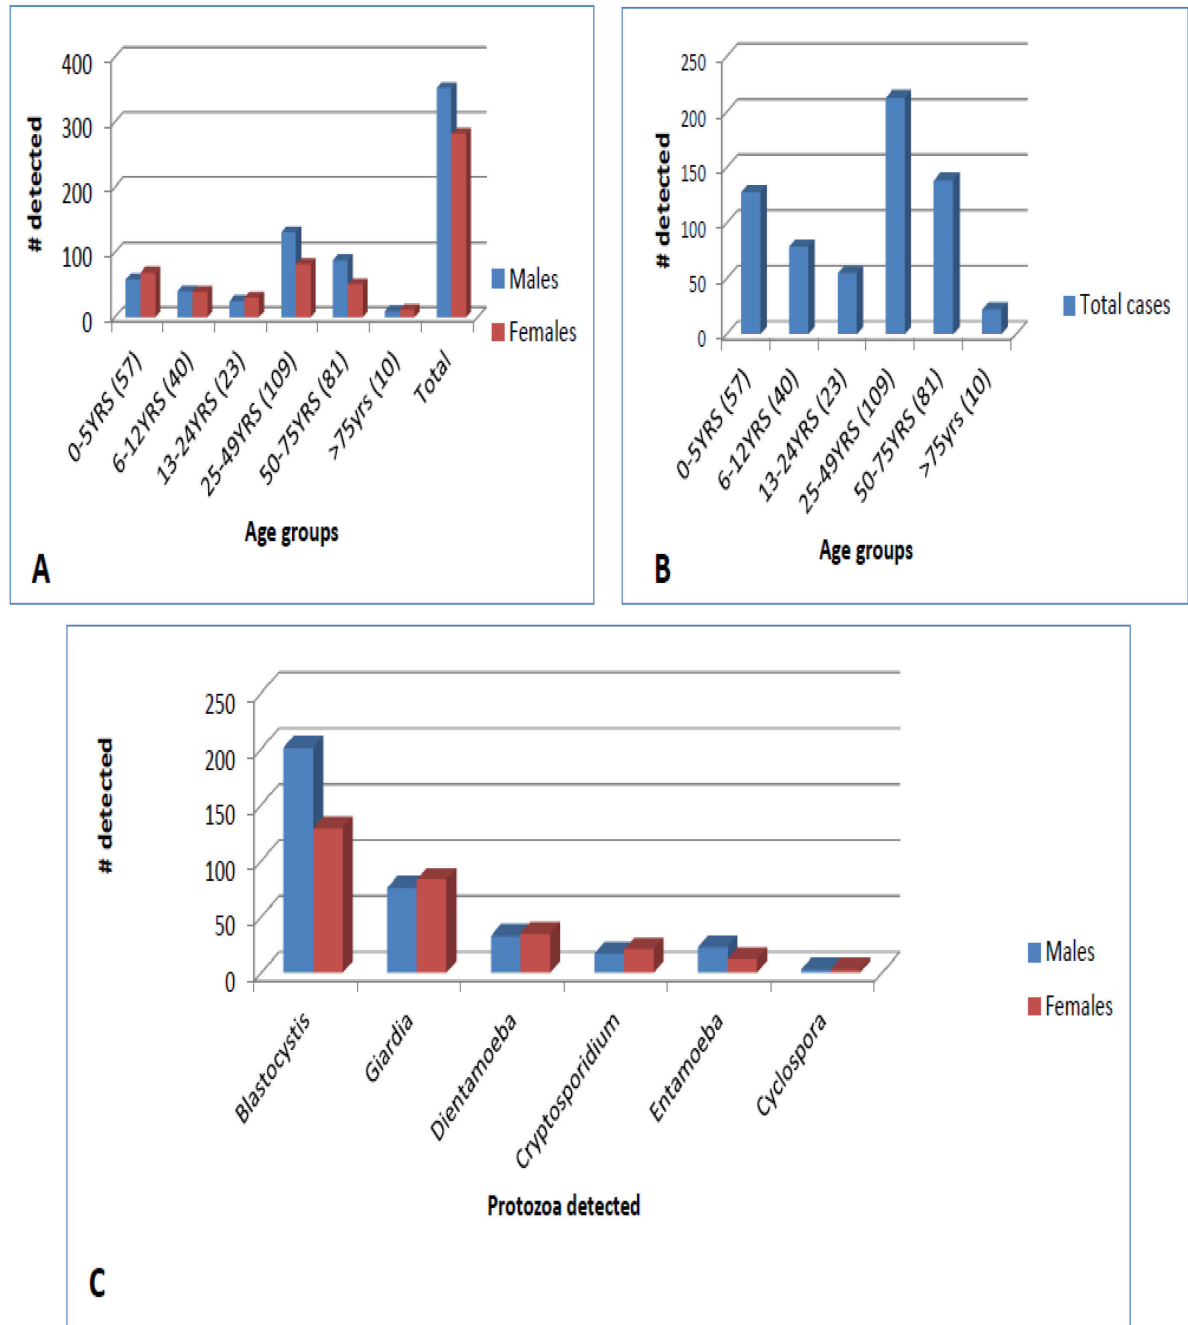 400
300
200
100
0
# detected
0-5YRS (57)
6-12YRS (40)
13-24YRS (23)
25-49YRS (109)
50-75YRS (81)
>75yrs (10)
Total
Males
Females
Age groups
A
250
200
150
100
50
0
# detected
0-5YRS (57)
6-12YRS (40)
13-24YRS (23)
25-49YRS (109)
50-75YRS (81)
>75yrs (10)
Total cases
Age groups
B
250
200
150
100
50
0
# detected
Blastocystis
Giardia
Dientamoeba
Cryptosporidium
Entamoeba
Cyclospora
Males
Females
Protozoa detected
C